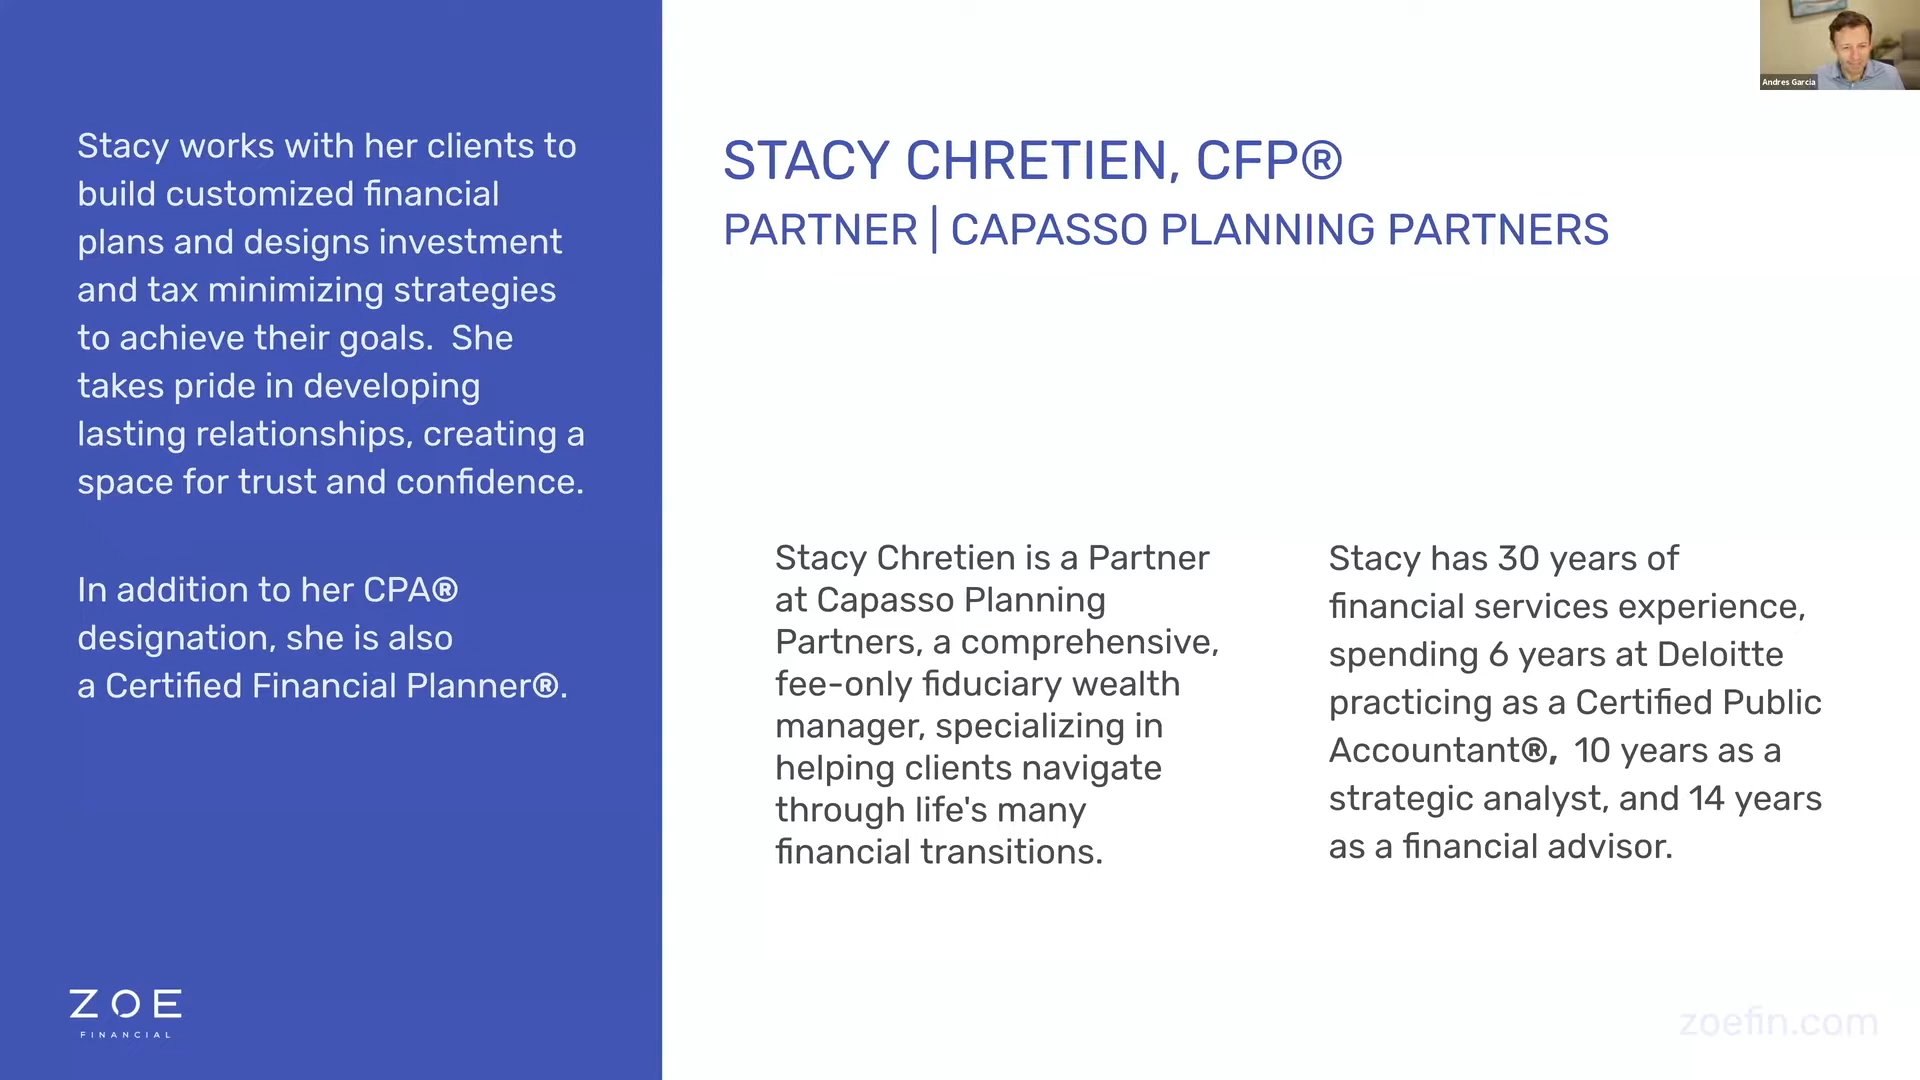 Stacy works with her clients to
build customized financial
plans and designs investment
and tax minimizing strategies
to achieve their goals.  She
takes pride in developing
lasting relationships, creating a
space for trust and confidence.
In addition to her CPA®
designation, she is also
a Certified Financial Planner®.
ZOE
FINANCIAL
STACY CHRETIEN, CFP®
PARTNER | CAPASSO PLANNING PARTNERS
Stacy Chretien is a Partner
at Capasso Planning
Partners, a comprehensive,
fee-only fiduciary wealth
manager, specializing in
helping clients navigate
through life's many
financial transitions.
Stacy has 30 years of
financial services experience,
spending 6 years at Deloitte
practicing as a Certified Public
Accountant®,  10 years as a
strategic analyst, and 14 years
as a financial advisor.
Andres Garcia
zoefin.com